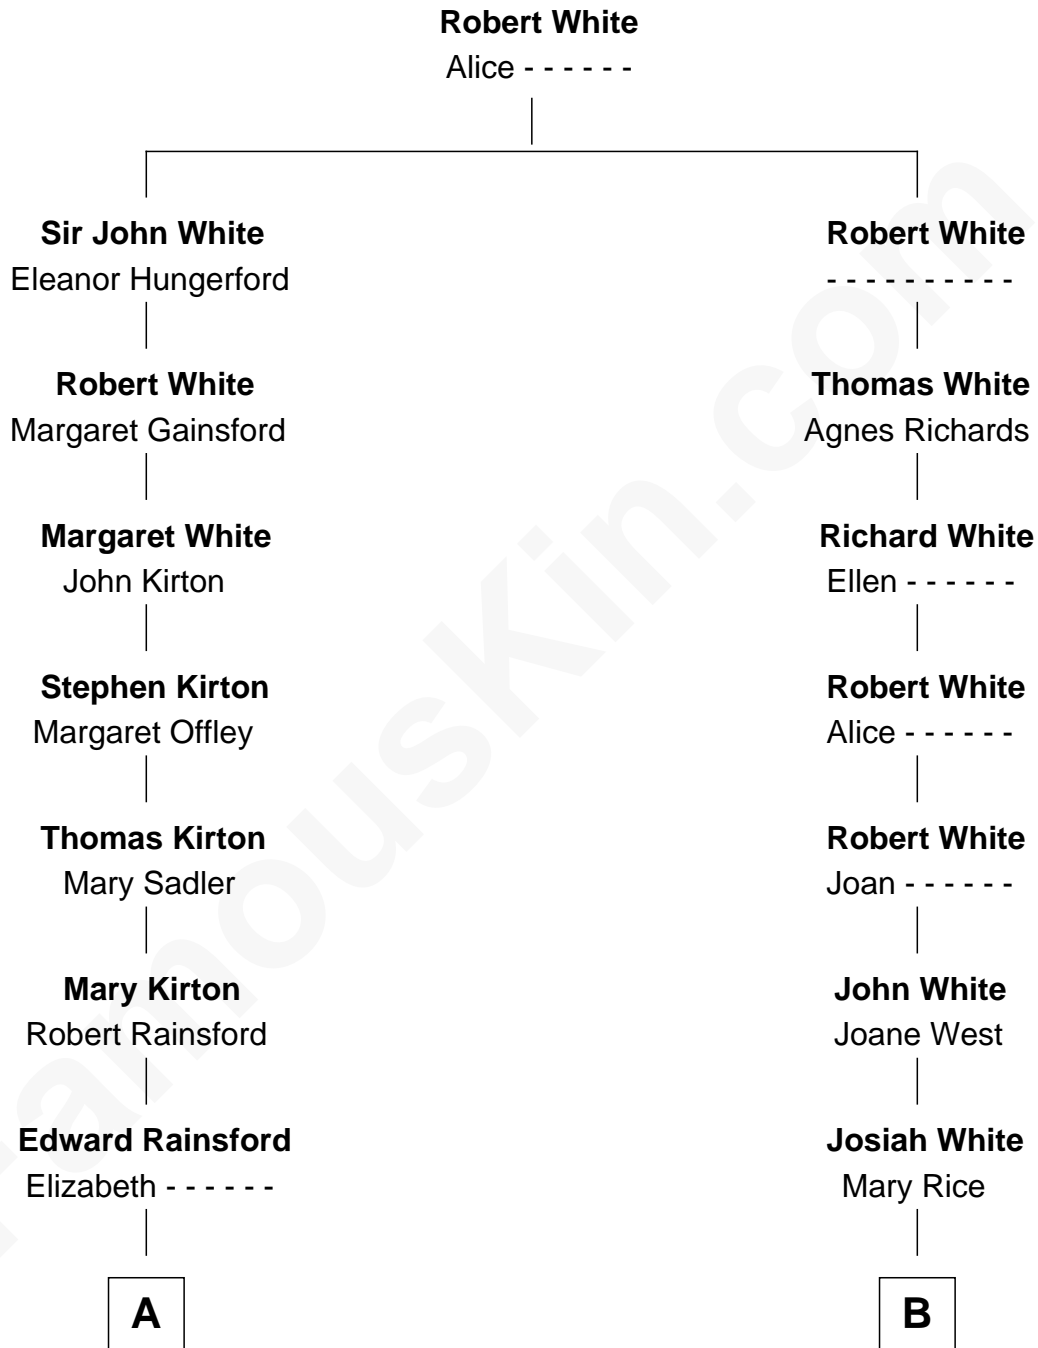 Robert White
Alice - - - - - -
Sir John White
Eleanor Hungerford
Robert White
- - - - - - - - - -
Robert White
Margaret Gainsford
Thomas White
Agnes Richards
Margaret White
John Kirton
Richard White
Ellen - - - - - -
Stephen Kirton
Margaret Offley
Robert White
Alice - - - - - -
Thomas Kirton
Mary Sadler
Robert White
Joan - - - - - -
Mary Kirton
Robert Rainsford
John White
Joane West
Edward Rainsford
Elizabeth - - - - - -
Josiah White
Mary Rice
A
B
FamousKin.com